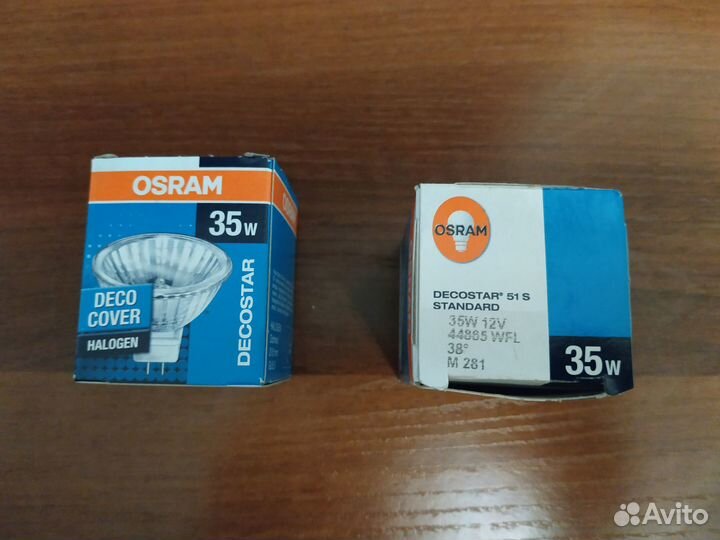 OSRAM
35W
DECO
COVER
HALOGEN
DECOSTAR
OSRAM
DECOSTAR® 51 S
STANDARD
35W 12V
44865 WFL
38°
M 281
35W
Avito